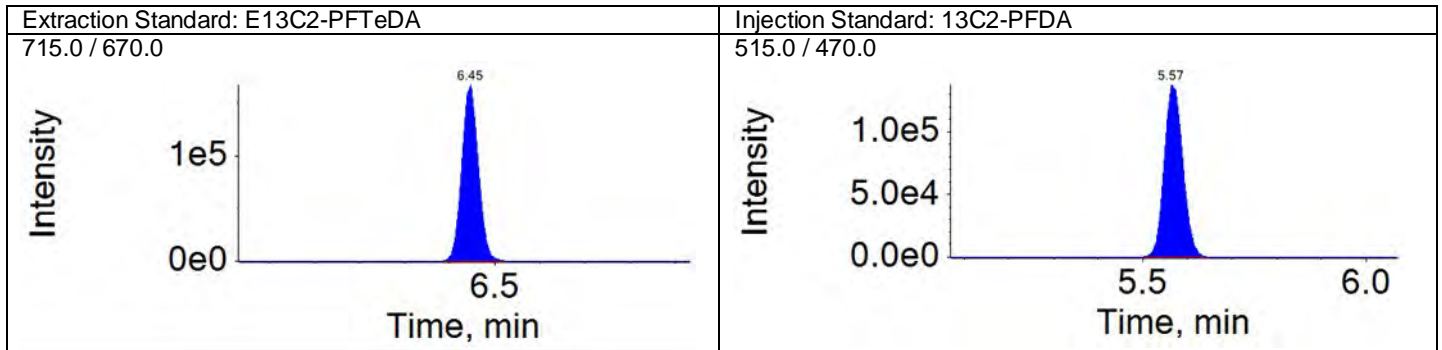 Extraction Standard: E13C2-PFTeDA
715.0 / 670.0
6.45
Intensity
1e5
0e0
6.5
Time, min
Injection Standard: 13C2-PFDA
515.0 / 470.0
5.57
Intensity
1.0e5
5.0e4
0.0e0
5.5 6.0
Time, min